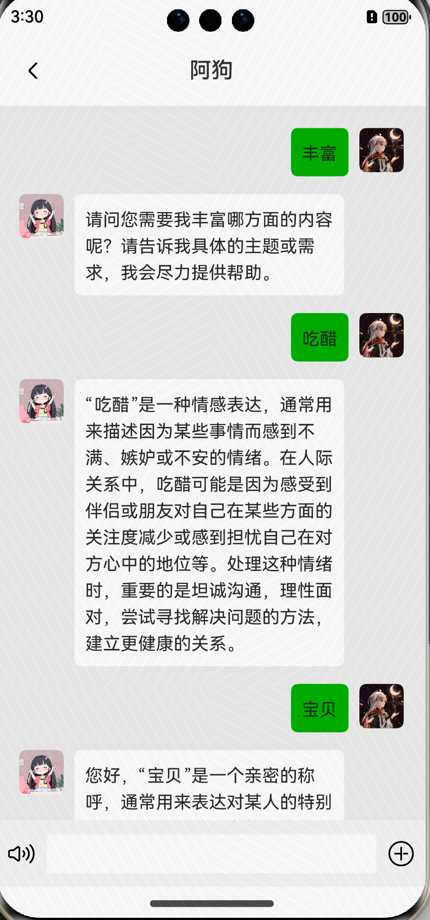 3:30
100
阿狗
丰富
请问您需要我丰富哪方面的内容
呢？请告诉我具体的主题或需
求，我会尽力提供帮助。
吃醋
“吃醋”是一种情感表达，通常用
来描述因为某些事情而感到不
满、嫉妒或不安的情绪。在人际
关系中，吃醋可能是因为感受到
伴侣或朋友对自己在某些方面的
关注度减少或感到担忧自己在对
方心中的地位等。处理这种情绪
时，重要的是坦诚沟通，理性面
对，尝试寻找解决问题的方法，
建立更健康的关系。
宝贝
您好，“宝贝”是一个亲密的称
呼，通常用来表达对某人的特别